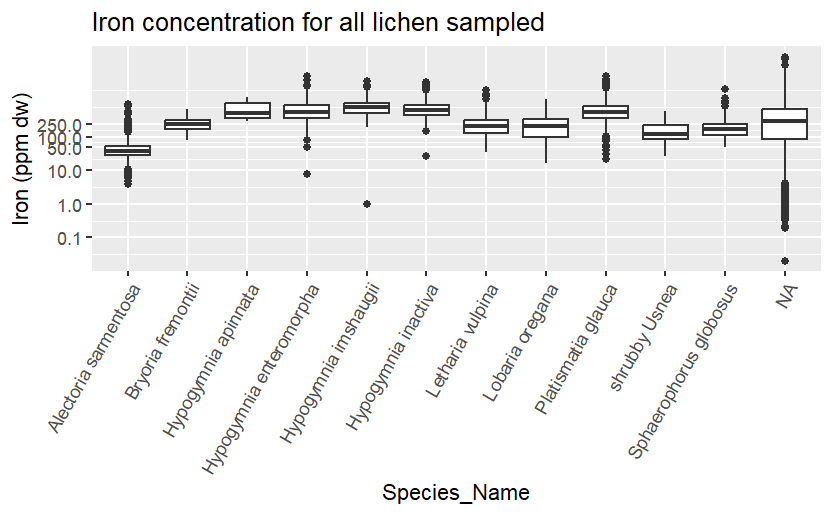 Iron concentration for all lichen sampled
Iron (ppm dw)
250.0
100.0
50.0
10.0
1.0
0.1
Alectoria sarmentosa
Bryoria fremontii
Hypogymnia apinnata
Hypogymnia enteromorpha
Hypogymnia imshaugii
Hypogymnia inactiva
Letharia vulpina
Lobaria oregana
Platismatia glauca
shrubby Usnea
Sphaerophorus globosus
NA
Species_Name